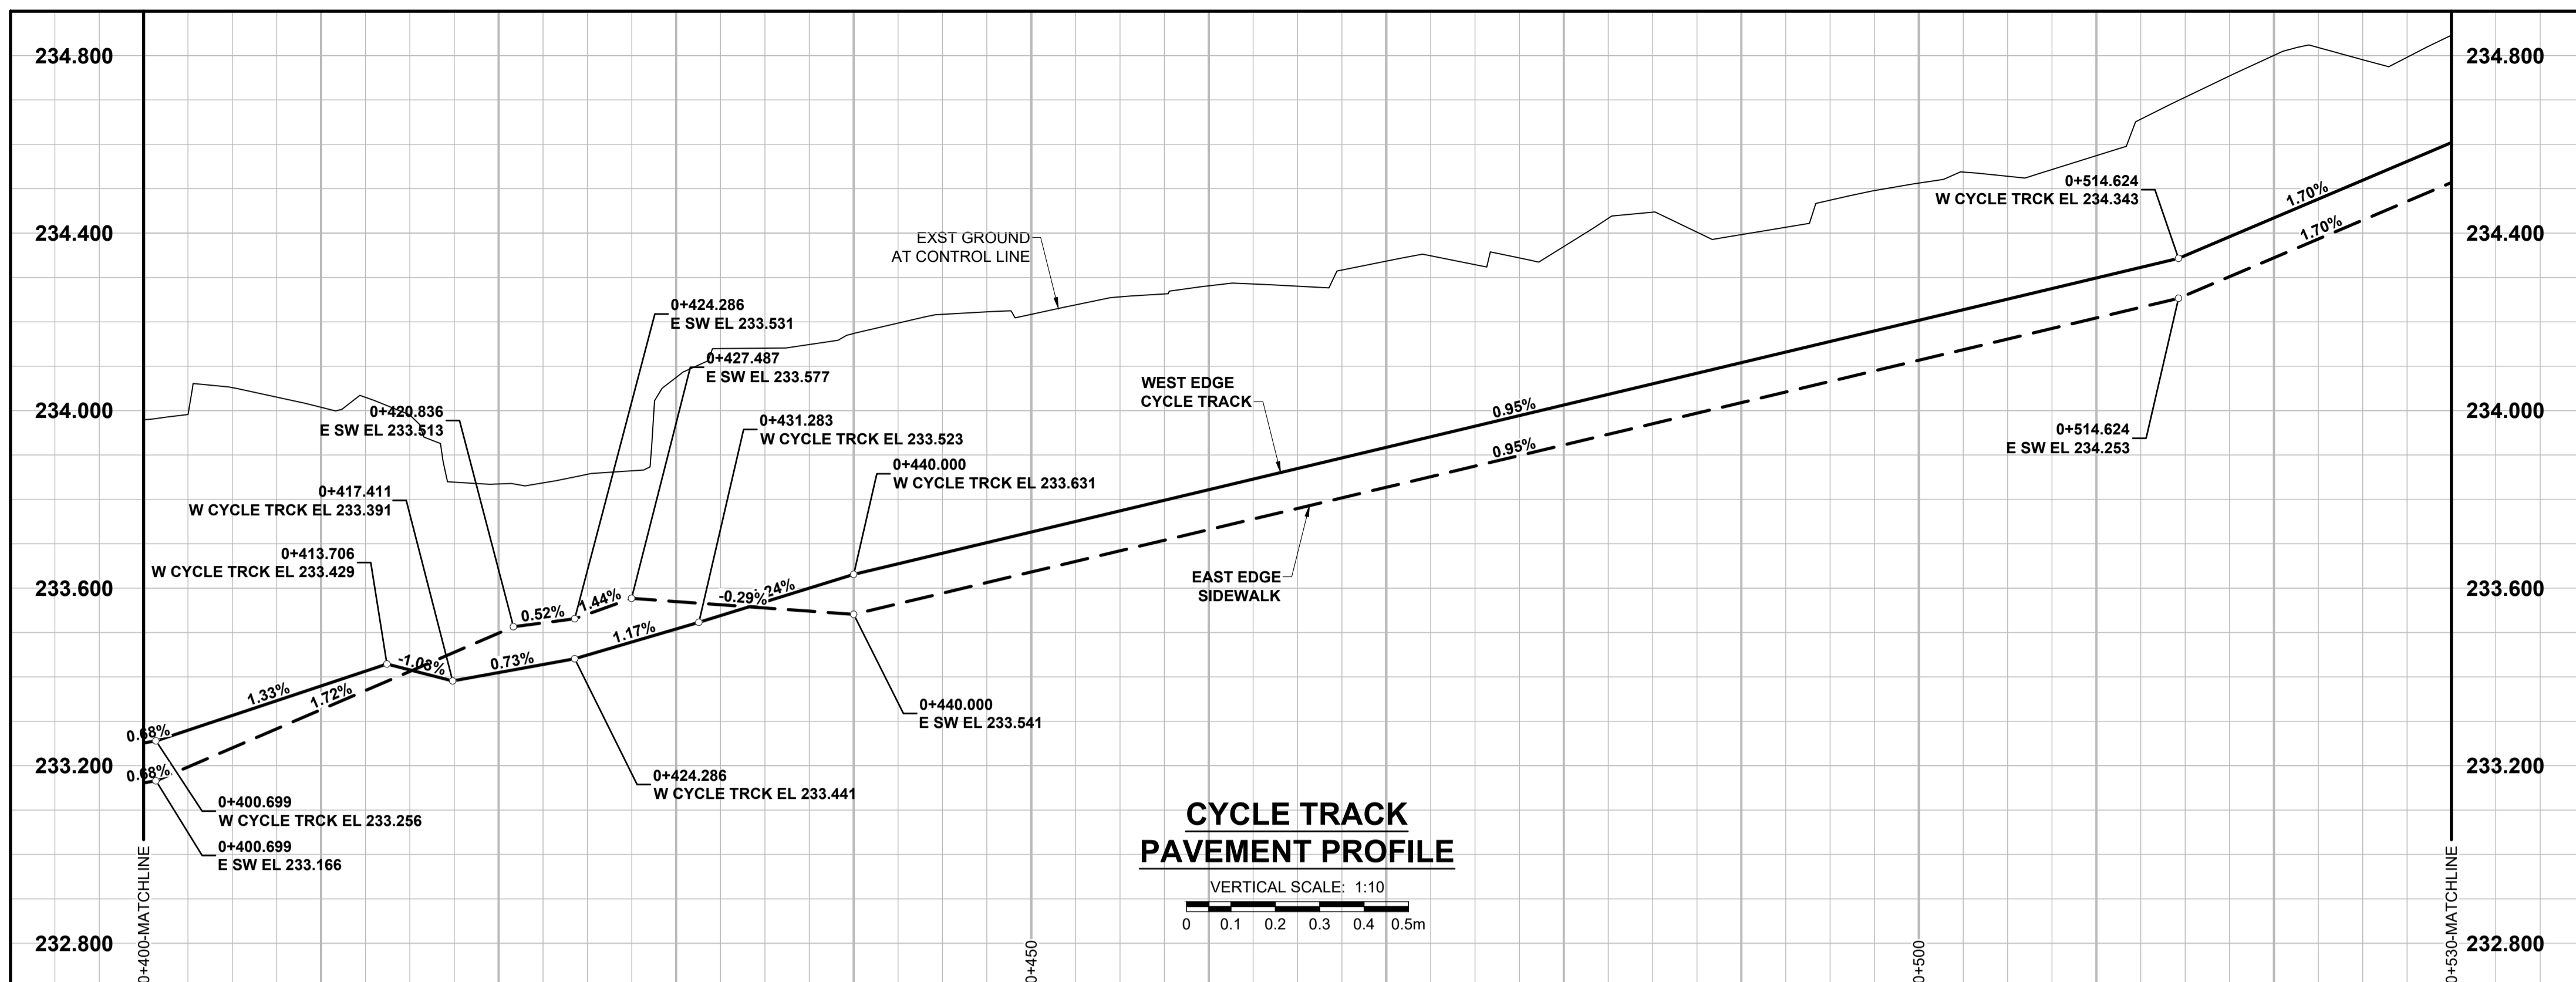 234.800
234.800
0+514.624
W CYCLE TRCK EL 234.343
1.70%
1.70%
234.400
234.400
EXST GROUND
AT CONTROL LINE
0+424.286
E SW EL 233.531
0+427.487
E SW EL 233.577
WEST EDGE
CYCLE TRACK
0.95%
0.95%
234.000
234.000
0+420.836
E SW EL 233.513
0+431.283
W CYCLE TRCK EL 233.523
0+514.624
E SW EL 234.253
0+440.000
W CYCLE TRCK EL 233.631
0+417.411
W CYCLE TRCK EL 233.391
0+413.706
W CYCLE TRCK EL 233.429
233.600
233.600
EAST EDGE
SIDEWALK
0.52%
1.44%
-0.29%
24%
1.17%
-1.08%
0.73%
1.33%
1.72%
0+440.000
E SW EL 233.541
0.68%
0.68%
233.200
233.200
0+424.286
W CYCLE TRCK EL 233.441
0+400.699
W CYCLE TRCK EL 233.256
0+400.699
E SW EL 233.166
CYCLE TRACK
PAVEMENT PROFILE
VERTICAL SCALE: 1:10
0 0.1 0.2 0.3 0.4 0.5m
232.800
232.800
0+400-MATCHLINE
0+450
0+500
0+530-MATCHLINE